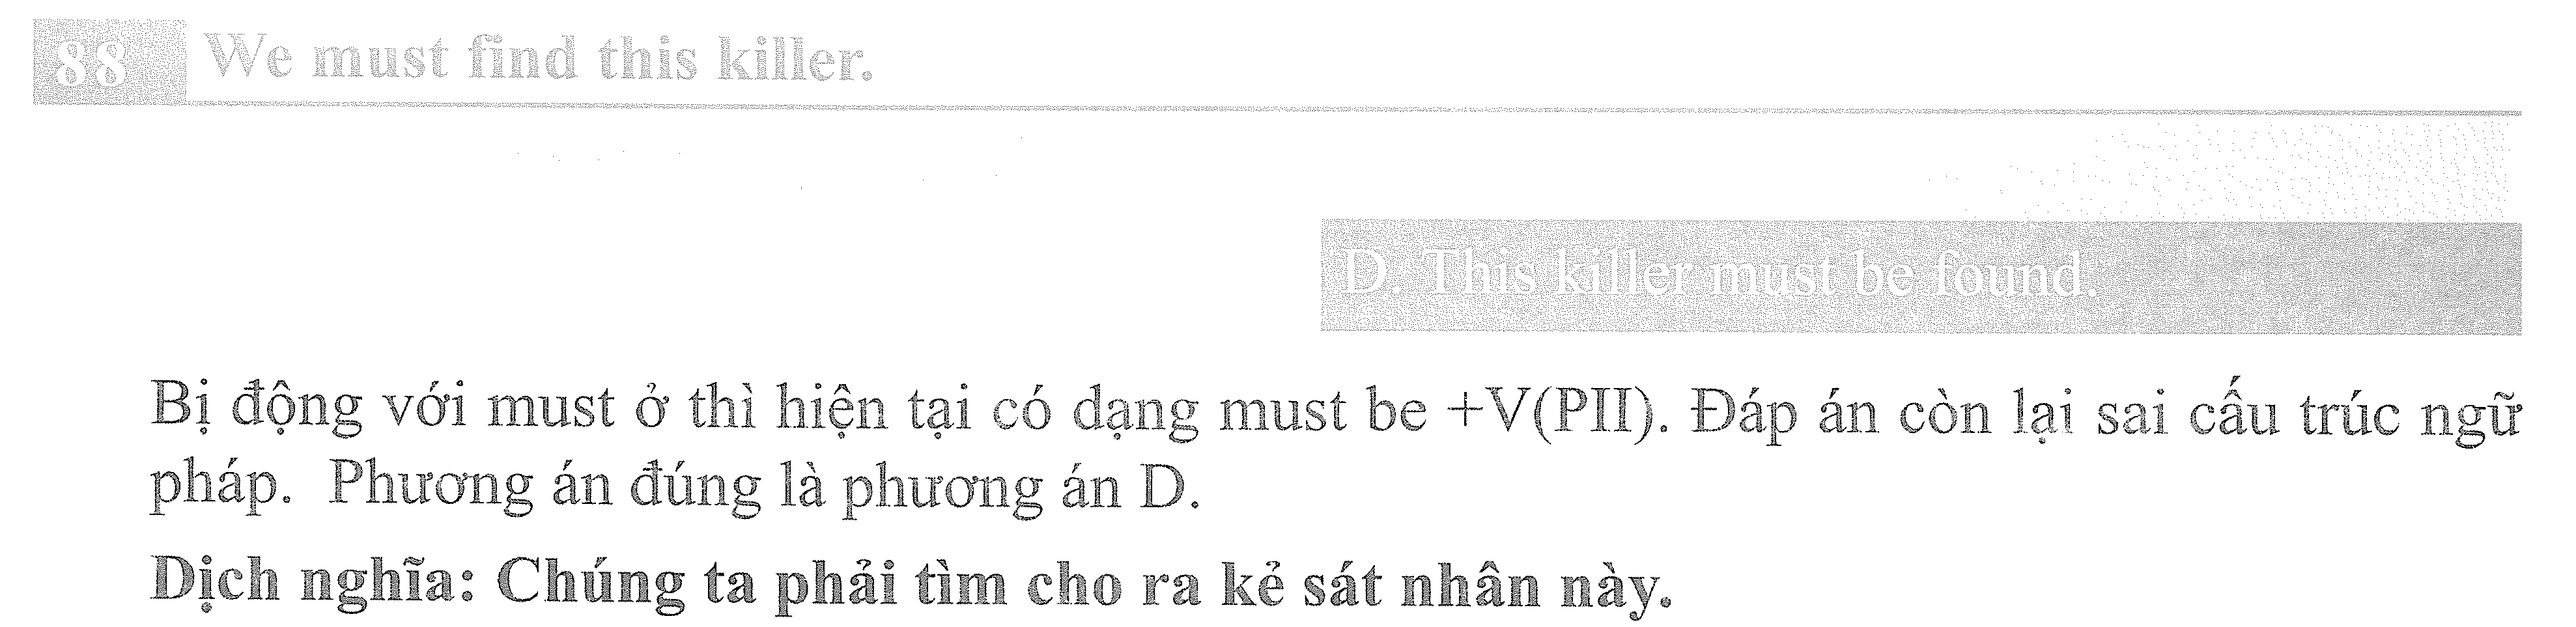 88 We must find this killer.
D. This killer must be found.
Bị động với must ở thì hiện tại có dạng must be +V(PII). Đáp án còn lại sai cấu trúc ngữ
pháp. Phương án đúng là phương án D.
Dịch nghĩa: Chúng ta phải tìm cho ra kẻ sát nhân này.